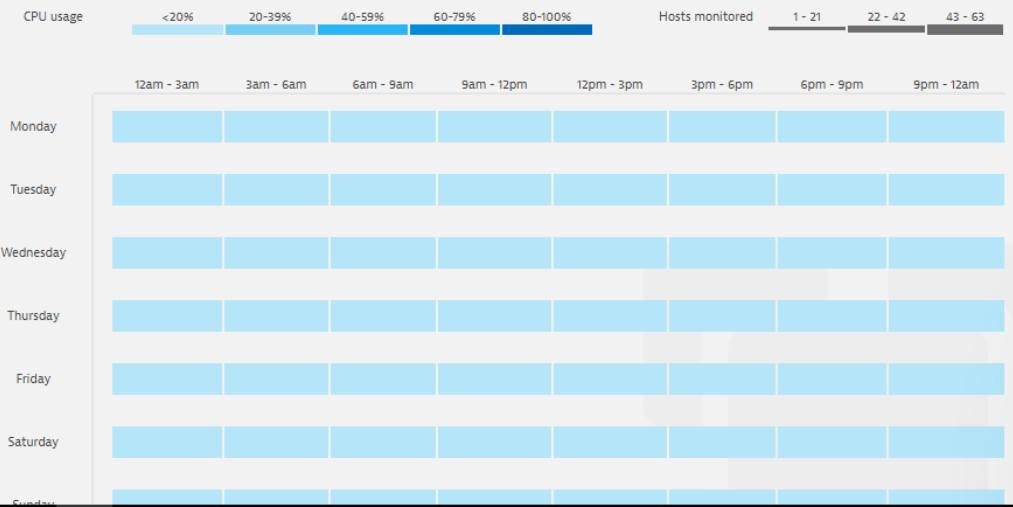 CPU usage <20% 20-39% 40-59% 60-79% 80-100% Hosts monitored 1 - 21 22 - 42 43 - 63
12am - 3am 3am - 6am 6am - 9am 9am - 12pm 12pm - 3pm 3pm - 6pm 6pm - 9pm 9pm - 12am
Monday
Tuesday
Wednesday
Thursday
Friday
Saturday
Sunday